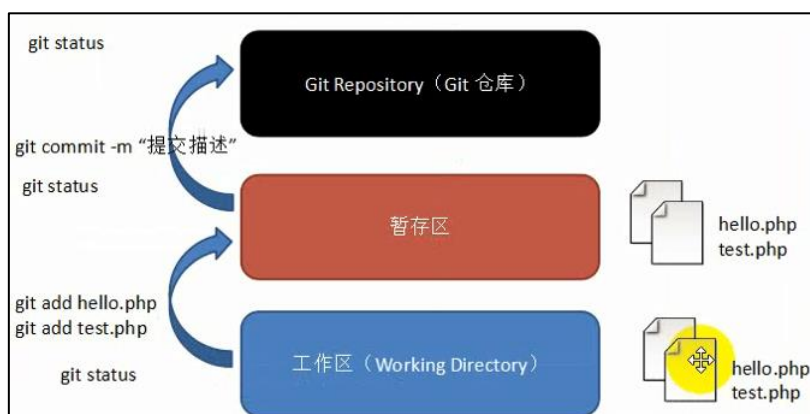 git status
Git Repository（Git 仓库）
git commit -m “提交描述”
git status
暂存区
hello.php
test.php
git add hello.php
git add test.php
工作区（Working Directory）
git status
hello.php
test.php